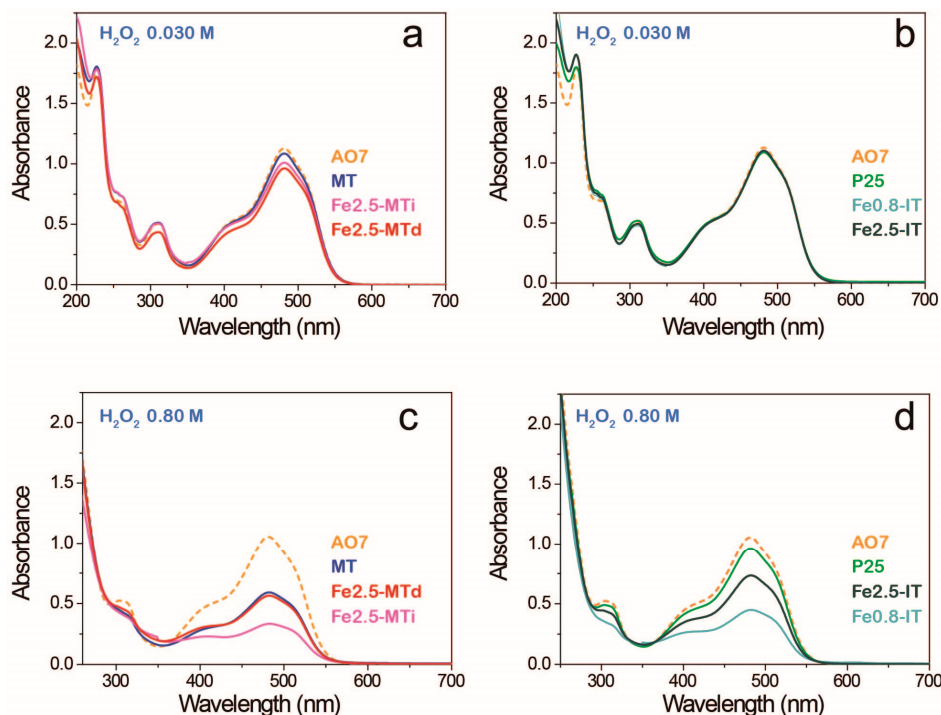 H₂O₂ 0.030 M
a
AO7
MT
Fe2.5-MTi
Fe2.5-MTd
Absorbance
2.0
1.5
1.0
0.5
0.0
200 300 400 500 600 700
Wavelength (nm)
H₂O₂ 0.030 M
b
AO7
P25
Fe0.8-IT
Fe2.5-IT
Absorbance
2.0
1.5
1.0
0.5
0.0
200 300 400 500 600 700
Wavelength (nm)
H₂O₂ 0.80 M
c
AO7
MT
Fe2.5-MTd
Fe2.5-MTi
Absorbance
2.0
1.5
1.0
0.5
0.0
300 400 500 600 700
Wavelength (nm)
H₂O₂ 0.80 M
d
AO7
P25
Fe2.5-IT
Fe0.8-IT
Absorbance
2.0
1.5
1.0
0.5
0.0
300 400 500 600 700
Wavelength (nm)